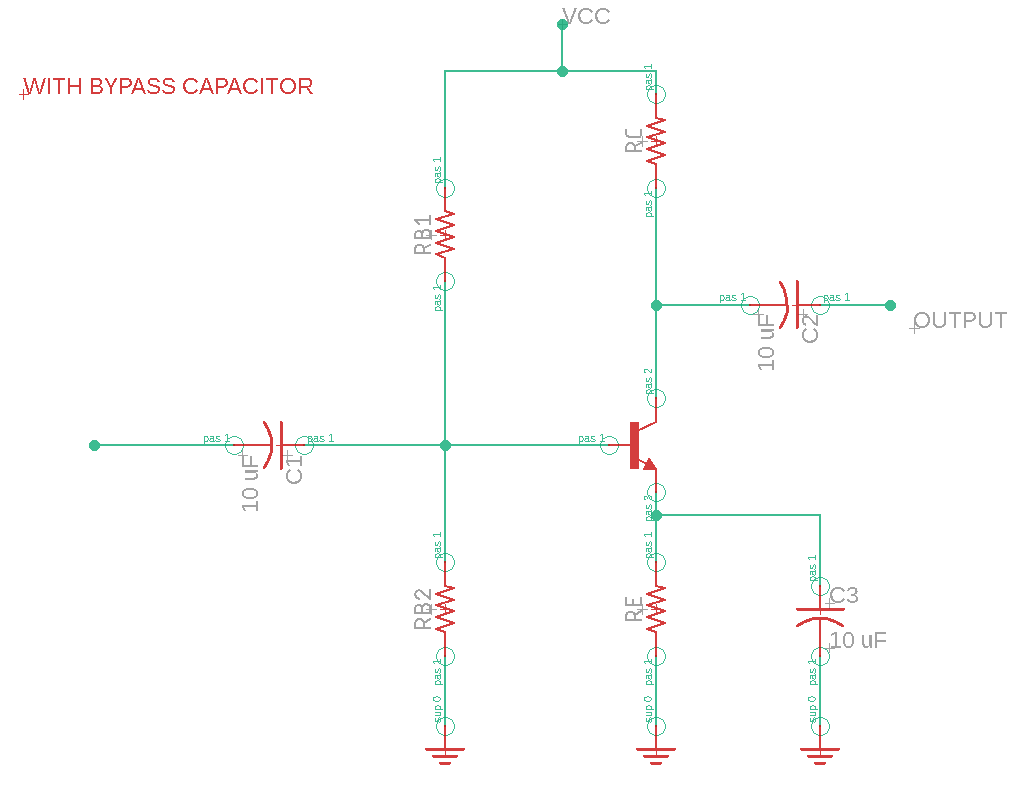 VCC
WITH BYPASS CAPACITOR
pas 1
RC
pas 1
pas 1
RB1
pas 1
pas 1
10 uF
C2
pas 1
OUTPUT
pas 2
pas 1
10 uF
C1
pas 1
pas 1
pas 3
pas 1
RB2
pas 1
sup 0
pas 1
RE
pas 1
sup 0
pas 1
C3
10 uF
pas 1
sup 0